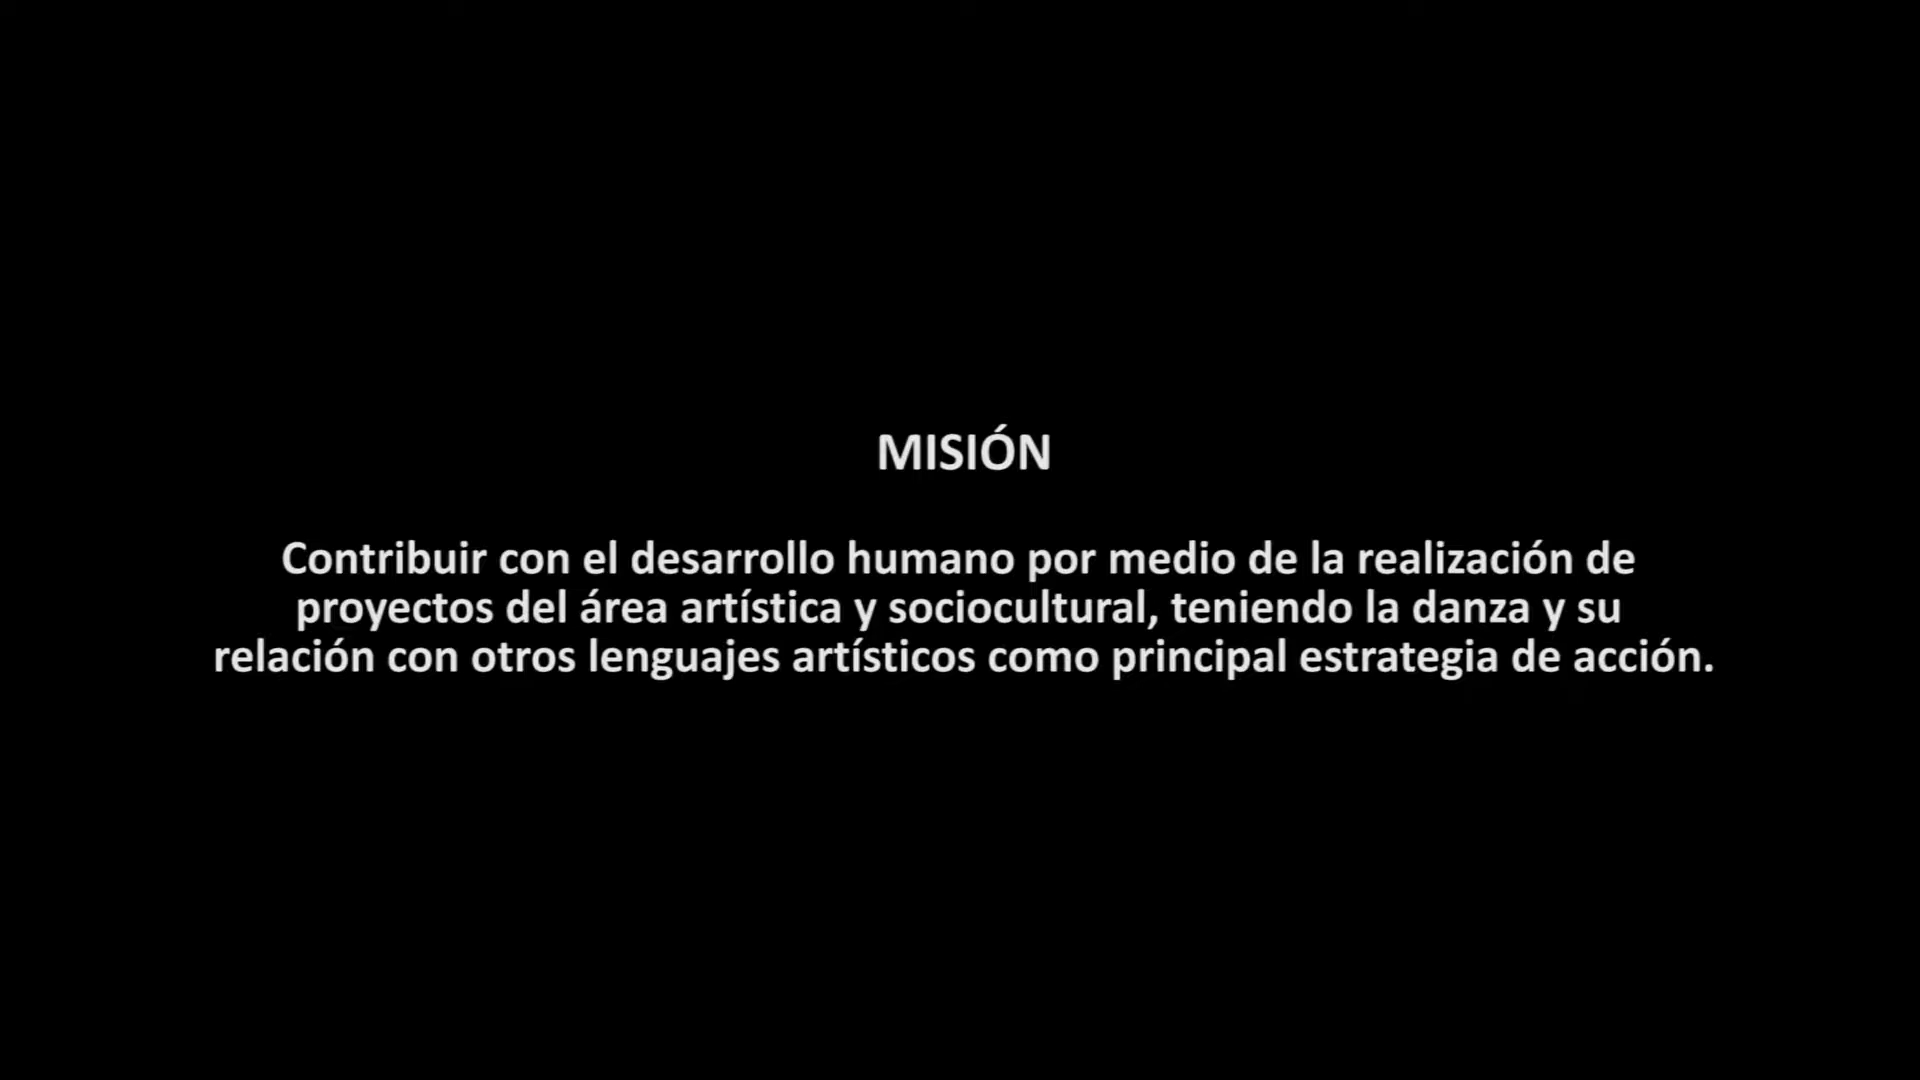 MISIÓN
Contribuir con el desarrollo humano por medio de la realización de
proyectos del área artística y sociocultural, teniendo la danza y su
relación con otros lenguajes artísticos como principal estrategia de acción.